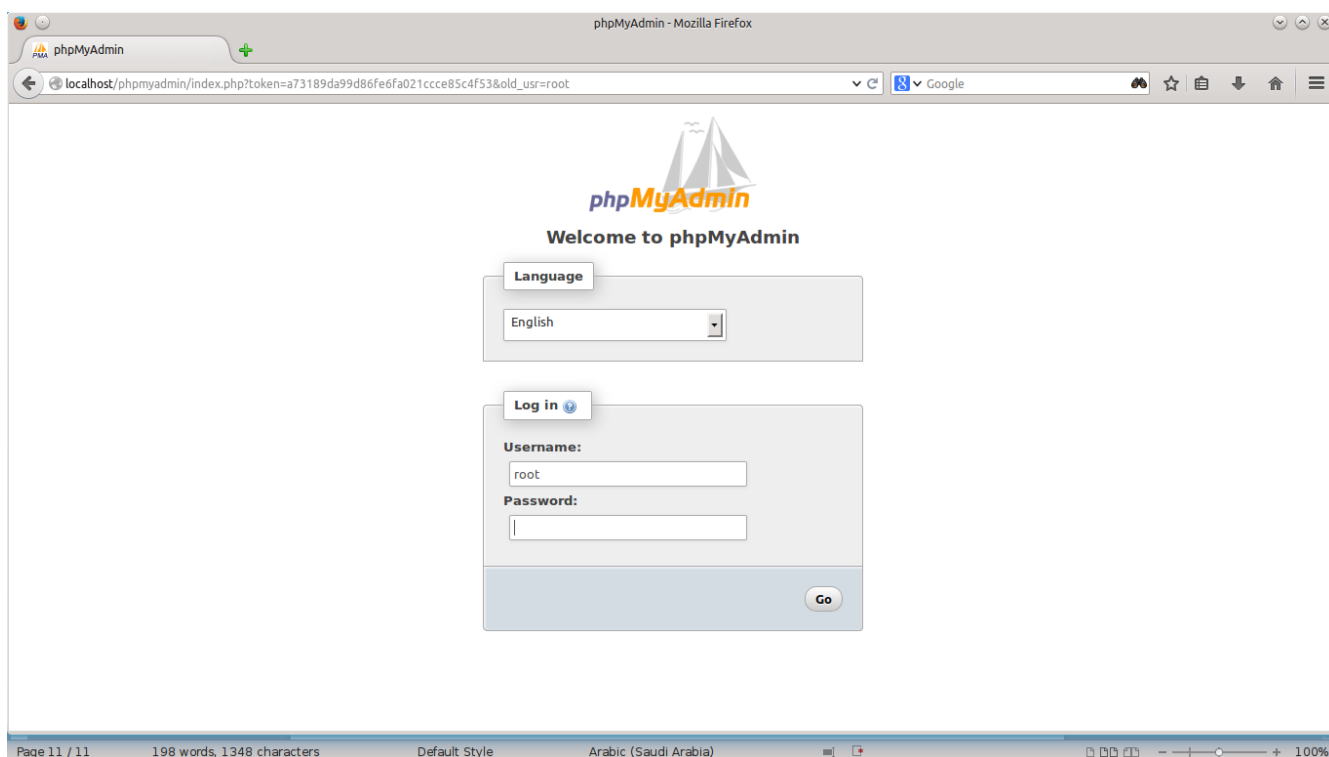 phpMyAdmin - Mozilla Firefox
PMA phpMyAdmin
localhost/phpmyadmin/index.php?token=a73189da99d86fe6fa021ccce85c4f53&old_usr=root
8 Google
phpMyAdmin
Welcome to phpMyAdmin
Language
English
Log in
Username:
root
Password:
Go
Page 11 / 11 198 words, 1348 characters Default Style Arabic (Saudi Arabia) 100%